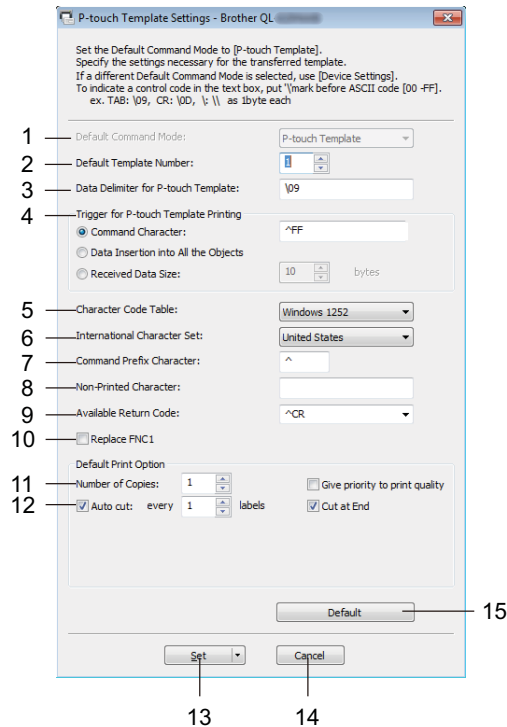 P-touch Template Settings - Brother QL
Set the Default Command Mode to [P-touch Template].
Specify the settings necessary for the transferred template.
If a different Default Command Mode is selected, use [Device Settings].
To indicate a control code in the text box, put '\'mark before ASCII code [00 -FF].
ex. TAB: \09, CR: \0D, \: \\ as 1byte each
1 Default Command Mode: P-touch Template
2 Default Template Number: 1
3 Data Delimiter for P-touch Template: \09
4 Trigger for P-touch Template Printing
Command Character: ^FF
Data Insertion into All the Objects
Received Data Size: 10 bytes
5 Character Code Table: Windows 1252
6 International Character Set: United States
7 Command Prefix Character: ^
8 Non-Printed Character:
9 Available Return Code: ^CR
10 Replace FNC1
Default Print Option
11 Number of Copies: 1 Give priority to print quality
12 Auto cut: every 1 labels Cut at End
Default 15
Set Cancel
13 14